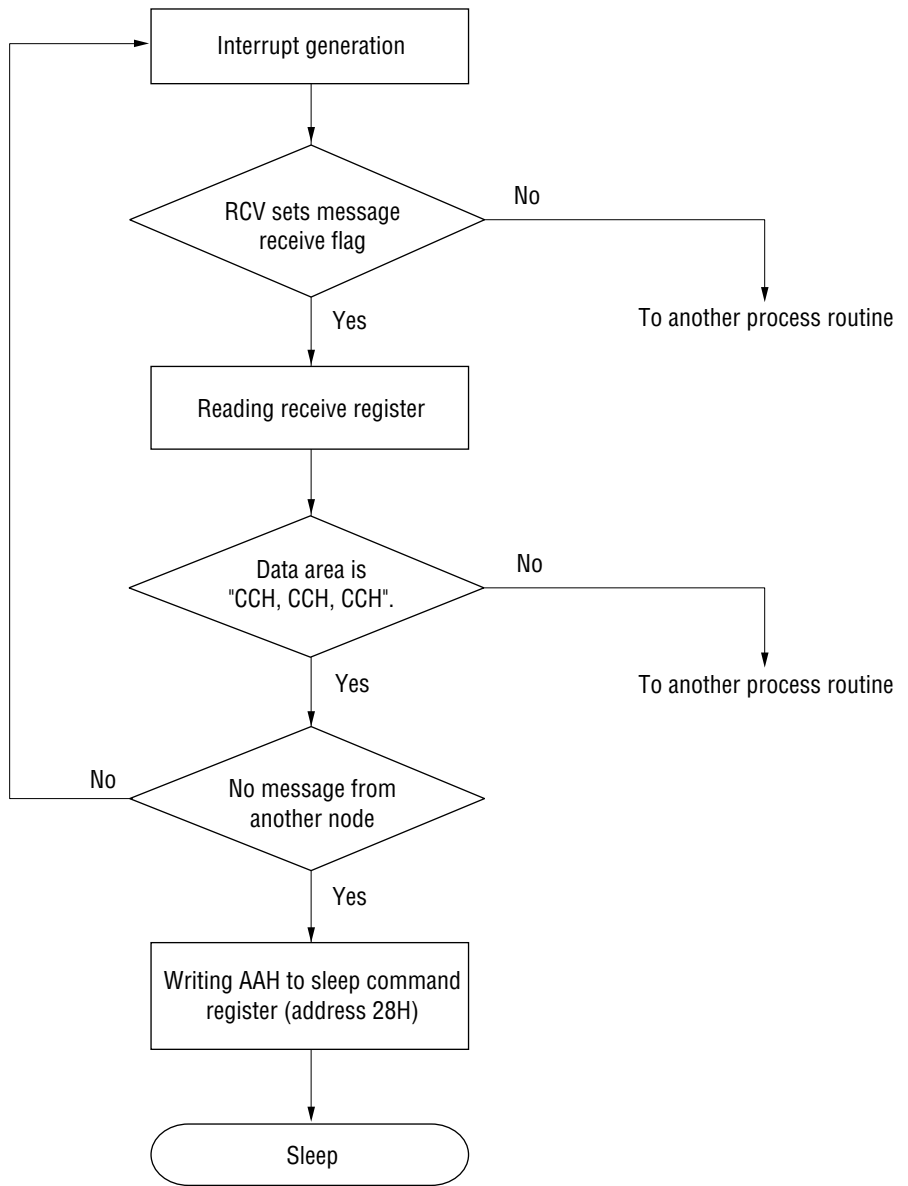 Interrupt generation
RCV sets message
receive flag
No
Yes
To another process routine
Reading receive register
Data area is
"CCH, CCH, CCH".
No
Yes
To another process routine
No message from
another node
No
Yes
Writing AAH to sleep command
register (address 28H)
Sleep